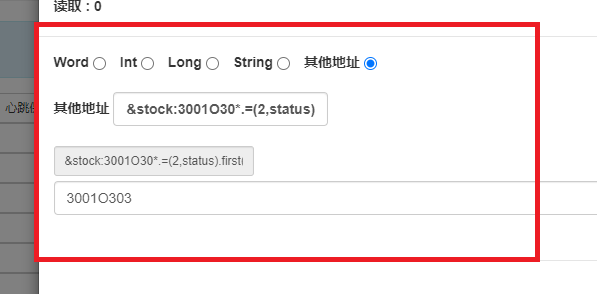 读取：0
Word Int Long String 其他地址
心跳
其他地址 &stock:3001O30*.=(2,status)
&stock:3001O30*.=(2,status).first
3001O303